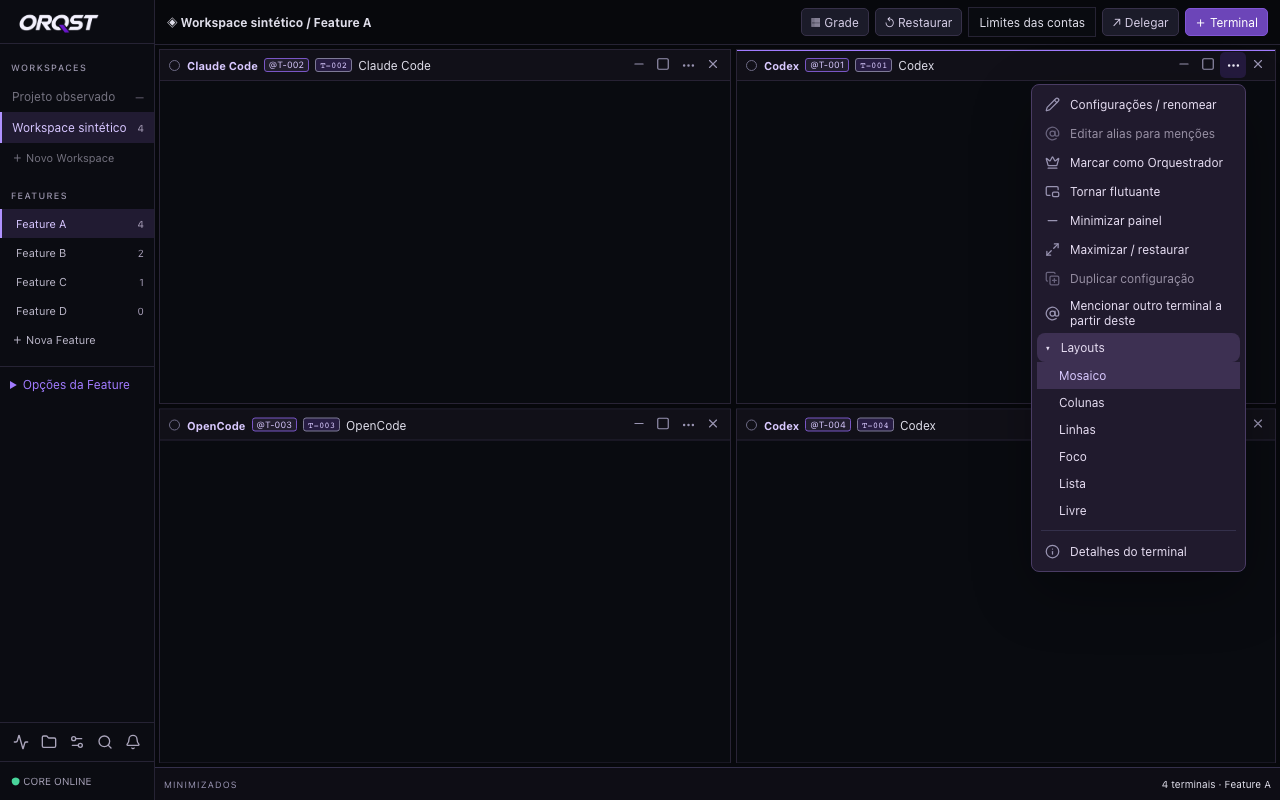 ORQST
◈ Workspace sintético / Feature A
▦ Grade
↺ Restaurar
Limites das contas
↗ Delegar
+ Terminal
WORKSPACES
Projeto observado —
Workspace sintético 4
+ Novo Workspace
FEATURES
Feature A 4
Feature B 2
Feature C 1
Feature D 0
+ Nova Feature
▶ Opções da Feature
CORE ONLINE
Claude Code @T-002 T-002 Claude Code
Codex @T-001 T-001 Codex
Configurações / renomear
Editar alias para menções
Marcar como Orquestrador
Tornar flutuante
Minimizar painel
Maximizar / restaurar
Duplicar configuração
Mencionar outro terminal a
partir deste
Layouts
Mosaico
Colunas
Linhas
Foco
Lista
Livre
Detalhes do terminal
OpenCode @T-003 T-003 OpenCode
Codex @T-004 T-004 Codex
MINIMIZADOS
4 terminais · Feature A